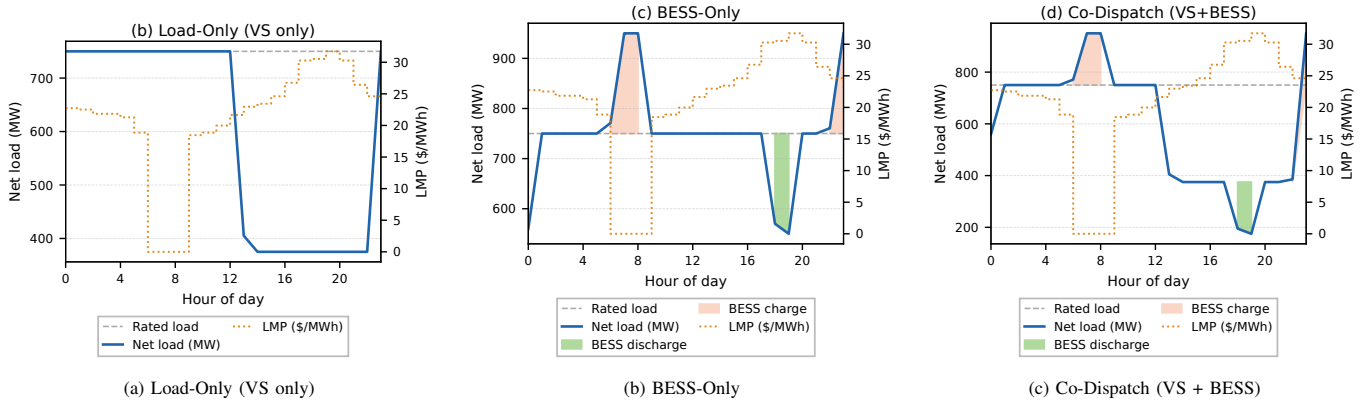 (b) Load-Only (VS only)
Net load (MW)
700
600
500
400
LMP ($/MWh)
30
25
20
15
10
5
0
0 4 8 12 16 20
Hour of day
Rated load
Net load (MW)
LMP ($/MWh)
(a) Load-Only (VS only)
(c) BESS-Only
Net load (MW)
900
800
700
600
LMP ($/MWh)
30
25
20
15
10
5
0
0 4 8 12 16 20
Hour of day
Rated load
Net load (MW)
BESS discharge
BESS charge
LMP ($/MWh)
(b) BESS-Only
(d) Co-Dispatch (VS+BESS)
Net load (MW)
800
600
400
200
LMP ($/MWh)
30
25
20
15
10
5
0
0 4 8 12 16 20
Hour of day
Rated load
Net load (MW)
BESS discharge
BESS charge
LMP ($/MWh)
(c) Co-Dispatch (VS + BESS)